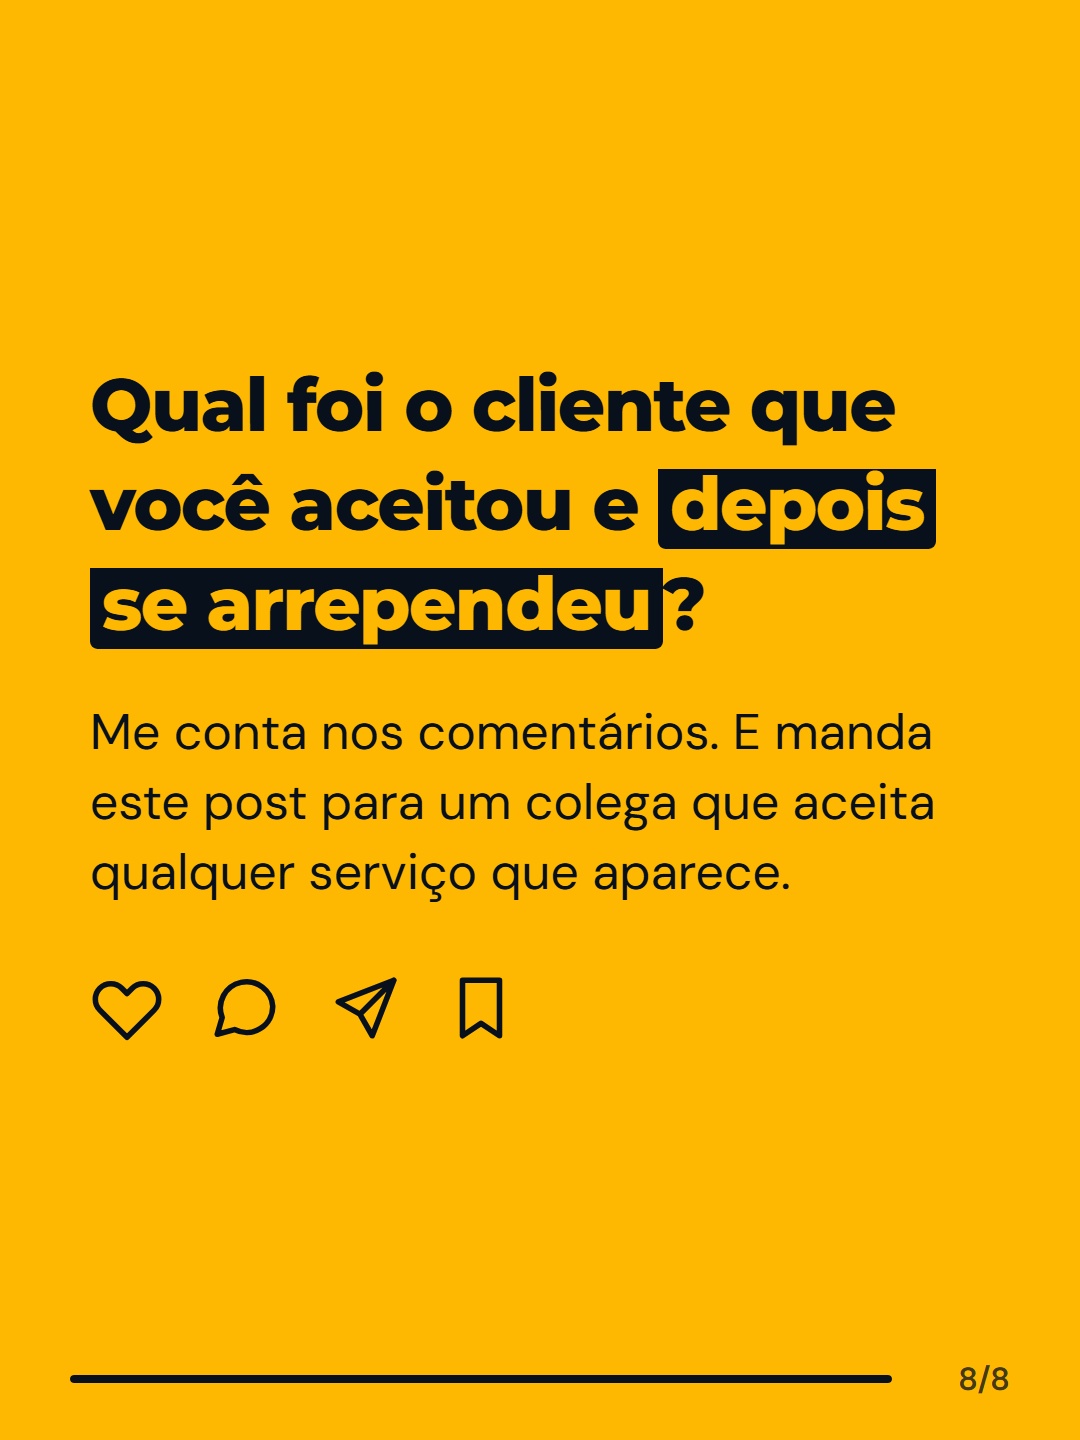 Qual foi o cliente que
você aceitou e depois
se arrependeu?
Me conta nos comentários. E manda
este post para um colega que aceita
qualquer serviço que aparece.
8/8